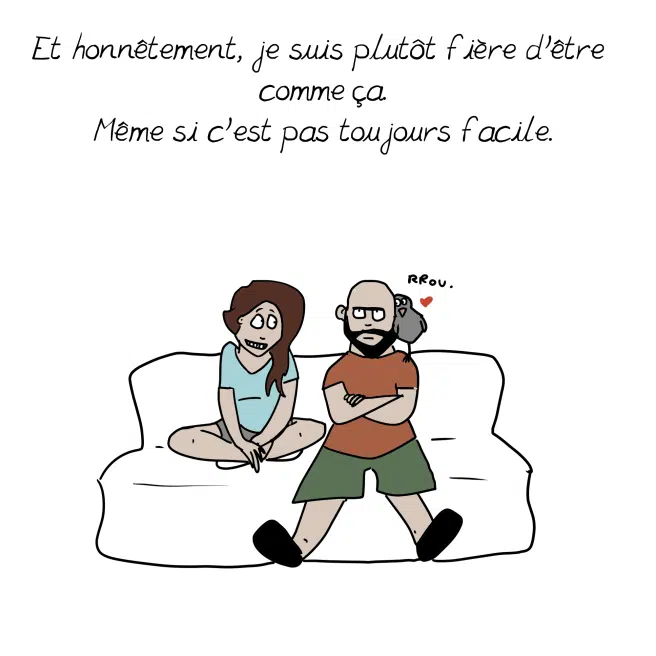 Et honnêtement, je suis plutôt fière d'être
comme ça.
Même si c'est pas toujours facile.
RROU.